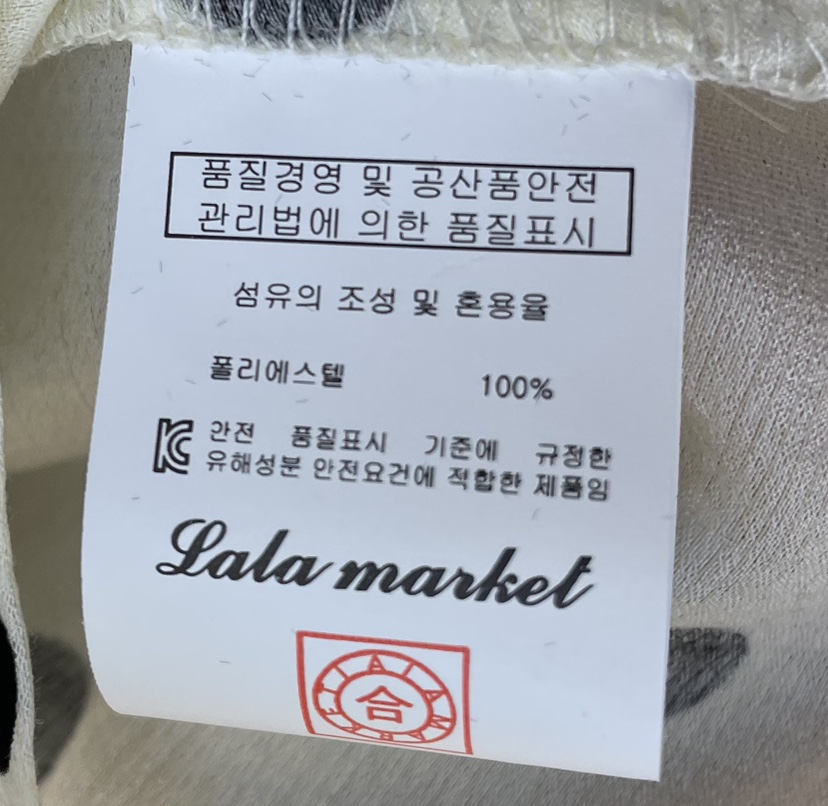 품질경영 및 공산품안전
관리법에 의한 품질표시
섬유의 조성 및 혼용율
폴리에스텔 100%
안전 품질표시 기준에 규정한
유해성분 안전요건에 적합한 제품임
Lala market
合